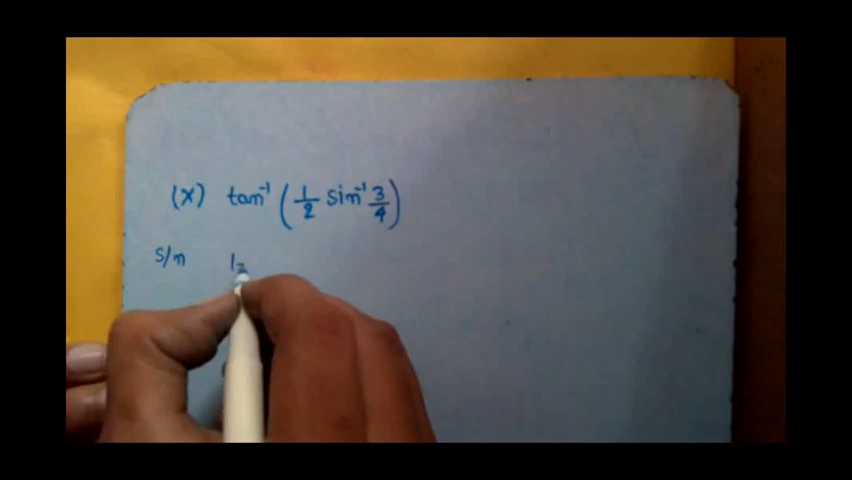 (x) tan⁻¹ (1/2 sin⁻¹ 3/4)
S/n